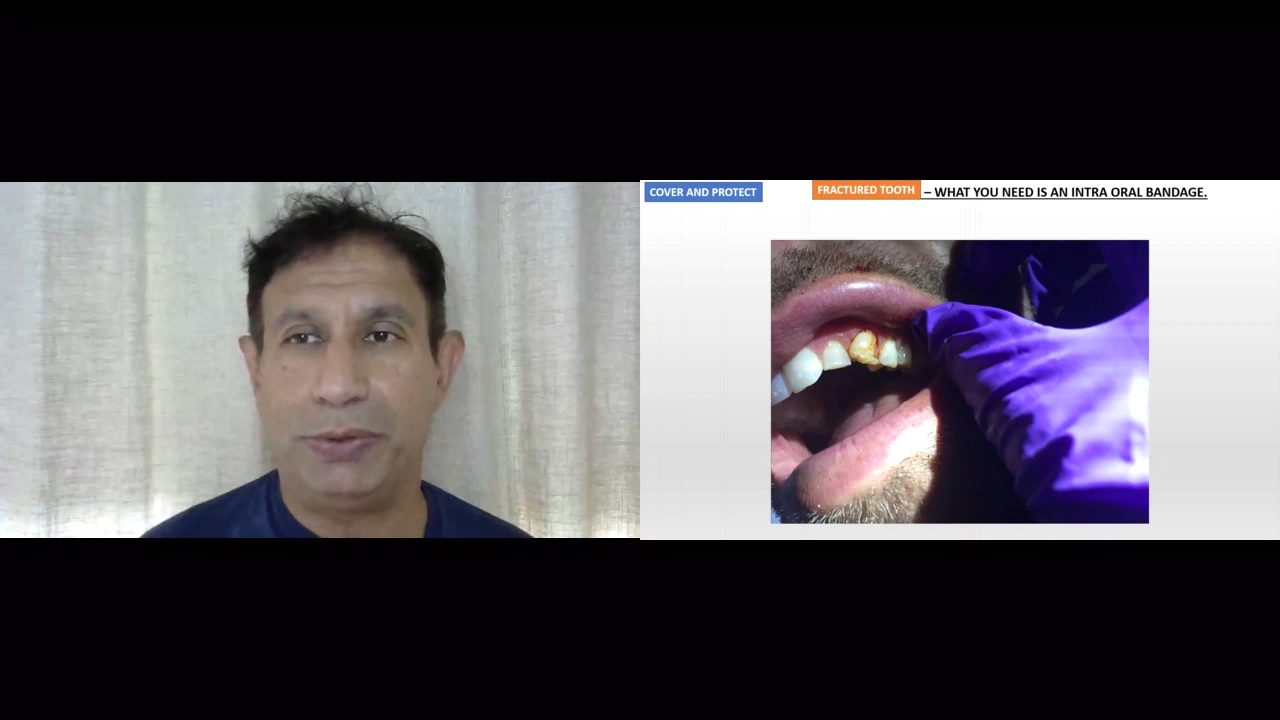 COVER AND PROTECT
FRACTURED TOOTH – WHAT YOU NEED IS AN INTRA ORAL BANDAGE.